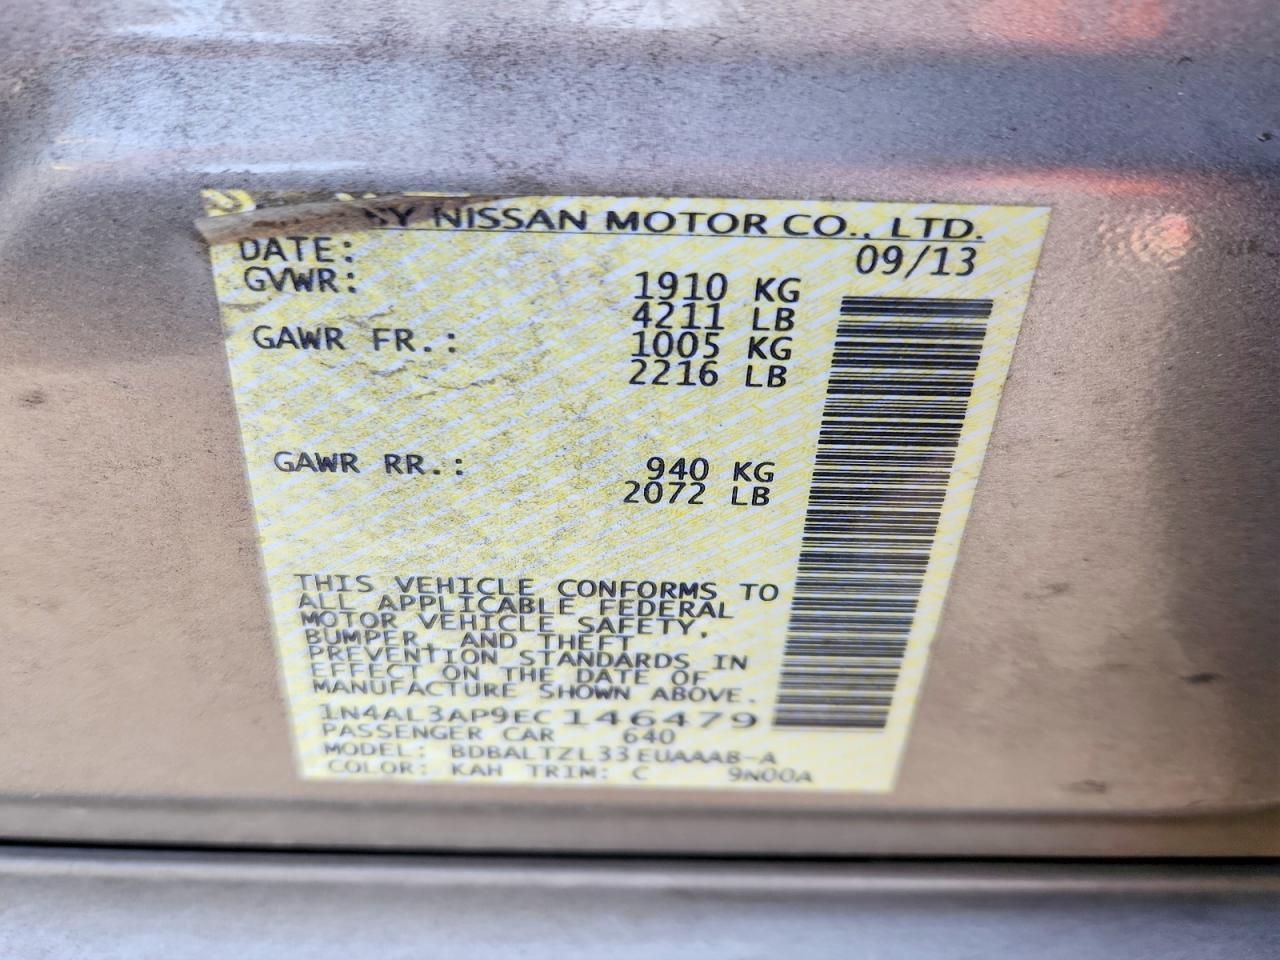 BY NISSAN MOTOR CO., LTD.
DATE: 09/13
GVWR: 1910 KG
4211 LB
GAWR FR.: 1005 KG
2216 LB
GAWR RR.: 940 KG
2072 LB
THIS VEHICLE CONFORMS TO
ALL APPLICABLE FEDERAL
MOTOR VEHICLE SAFETY,
BUMPER, AND THEFT
PREVENTION STANDARDS IN
EFFECT ON THE DATE OF
MANUFACTURE SHOWN ABOVE.
1N4AL3AP9EC146479
PASSENGER CAR 640
MODEL: BDBALTZL33EUAAAB-A
COLOR: KAH TRIM: C 9N00A